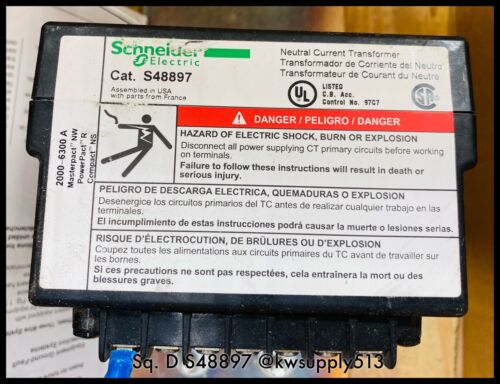 Schneider
Electric
Cat. S48897
Assembled in USA
with parts from France
Neutral Current Transformer
Transformador de Corriente del Neutro
Transformateur de Courant du Neutre
UL
LISTED
C.B. Acc.
Control No. 97C7
2000–6300 A
Masterpact NW
PowerPact R
Compact NS
DANGER / PELIGRO / DANGER
HAZARD OF ELECTRIC SHOCK, BURN OR EXPLOSION
Disconnect all power supplying CT primary circuits before working
on terminals.
Failure to follow these instructions will result in death or
serious injury.
PELIGRO DE DESCARGA ELECTRICA, QUEMADURAS O EXPLOSION
Desenergice los circuitos primarios del TC antes de realizar cualquier trabajo en las
terminales.
El incumplimiento de estas instrucciones podrá causar la muerte o lesiones serias.
RISQUE D'ÉLECTROCUTION, DE BRÛLURES OU D'EXPLOSION
Coupez toutes les alimentations aux circuits primaires du TC avant de travailler sur
les bornes.
Si ces précautions ne sont pas respectées, cela entraînera la mort ou des
blessures graves.
Sq. D S48897 @kwsupply513